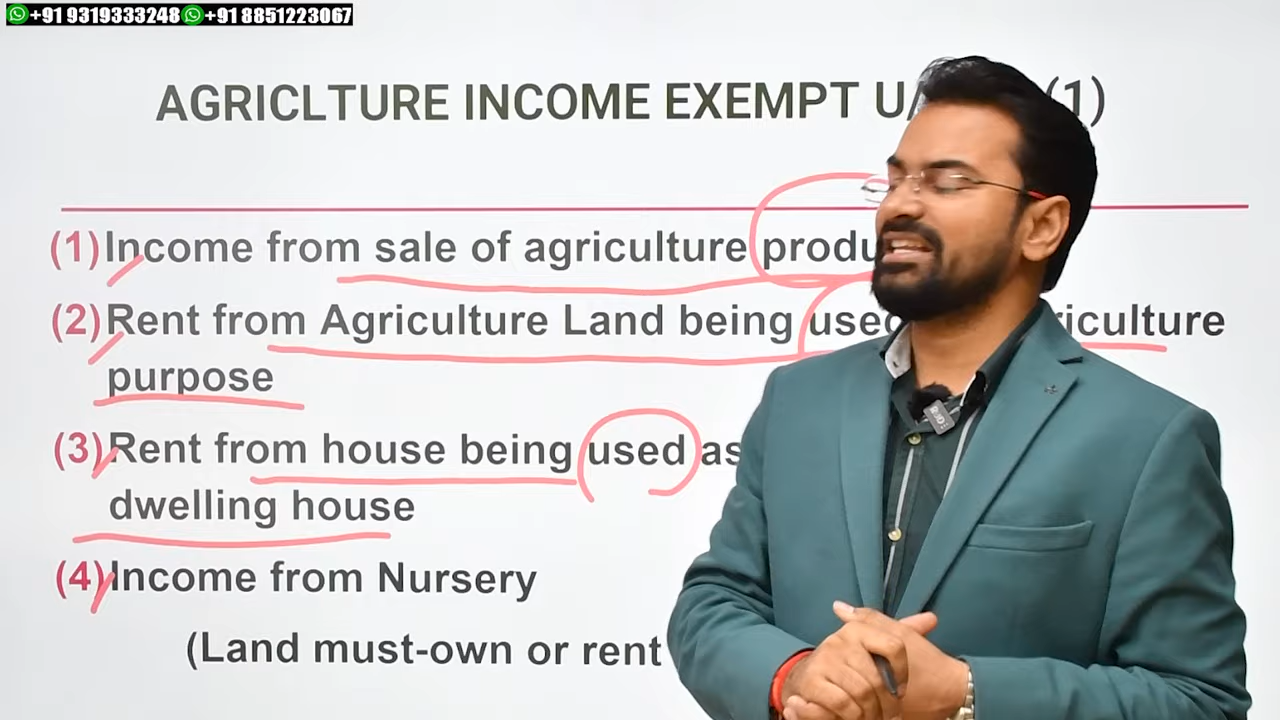 +91 9319333248 +91 8851223067
AGRICLTURE INCOME EXEMPT (1)
(1) Income from sale of agriculture
(2) Rent from Agriculture Land being used
purpose
(3) Rent from house being used as
dwelling house
(4) Income from Nursery
(Land must-own or rent